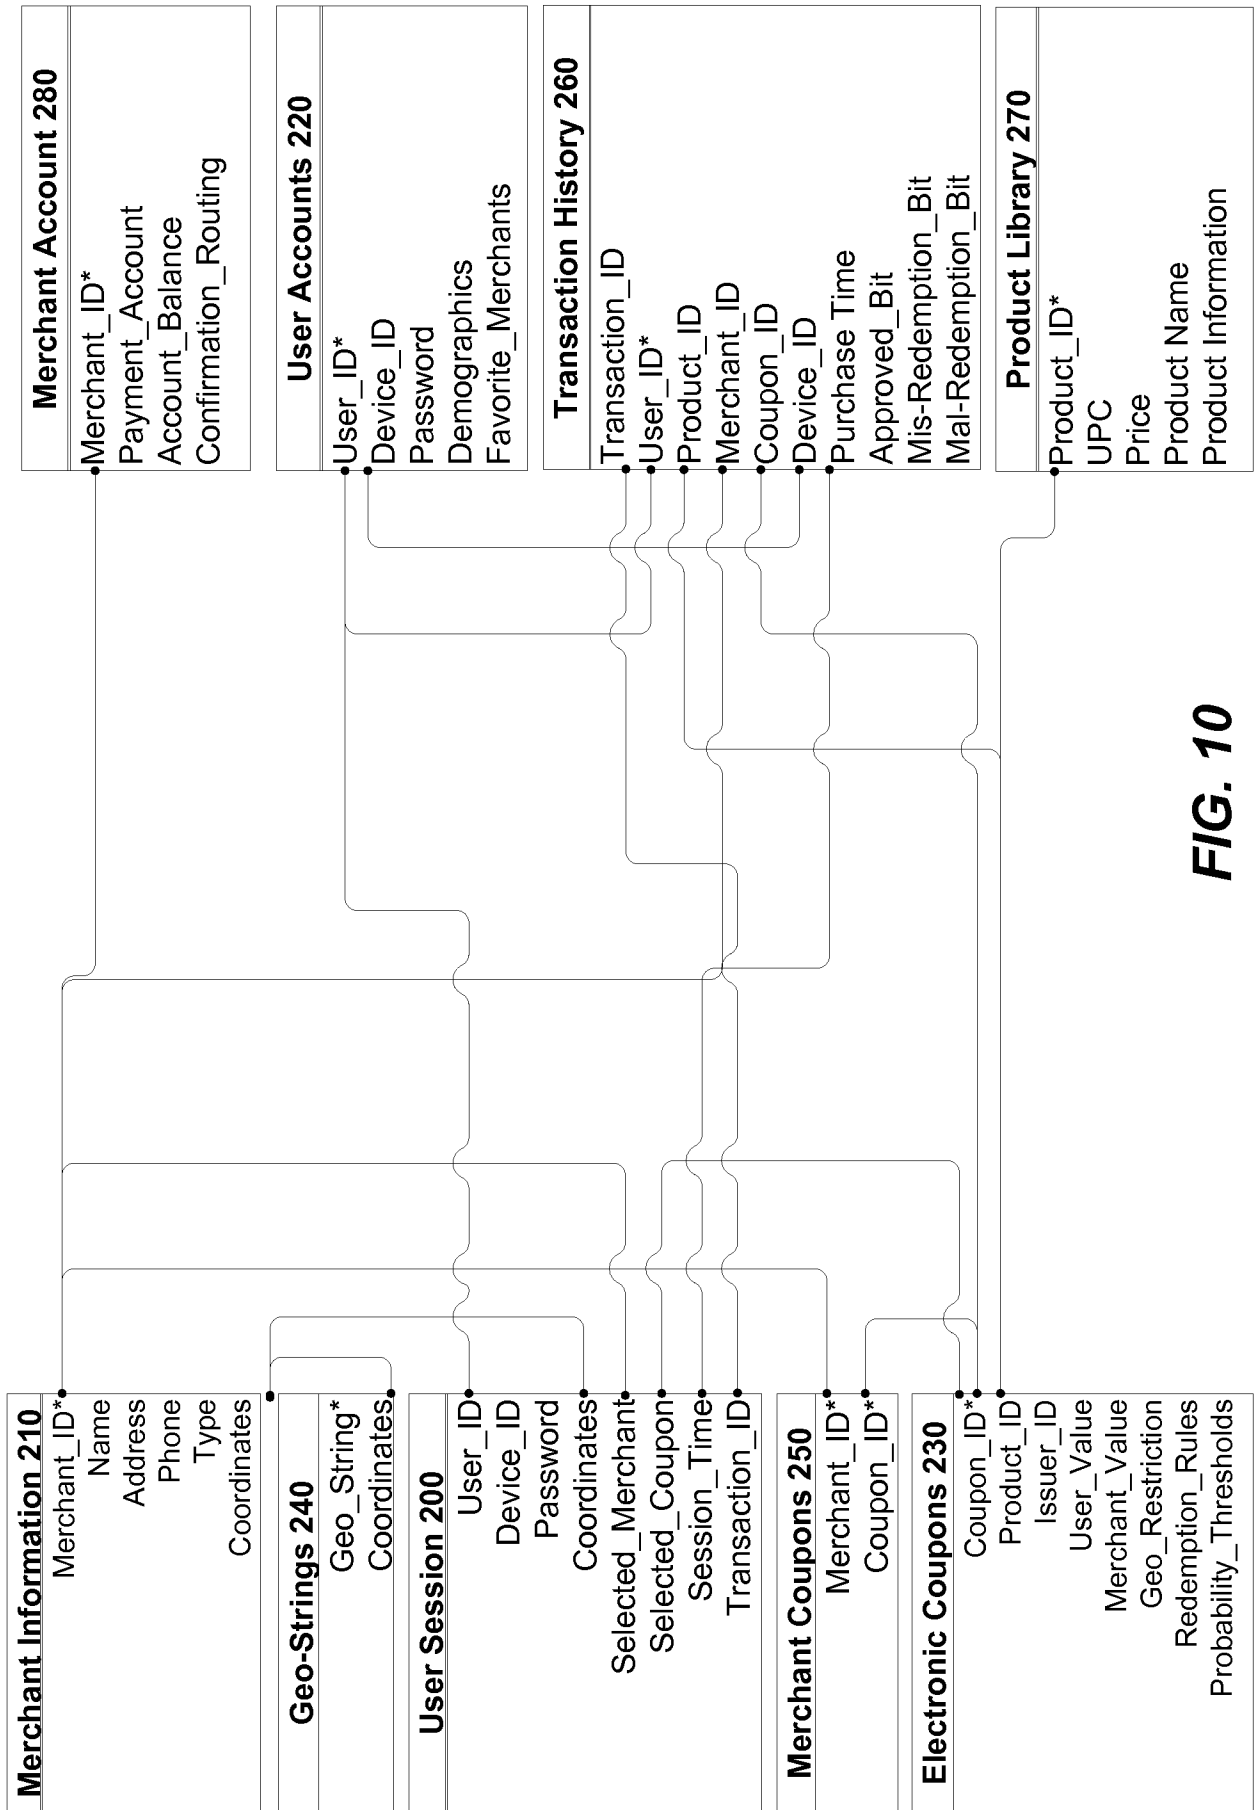 Merchant Information 210
Merchant_ID*
Name
Address
Phone
Type
Coordinates
Geo-Strings 240
Geo_String*
Coordinates
User Session 200
User_ID
Device_ID
Password
Coordinates
Selected_Merchant
Selected_Coupon
Session_Time
Transaction_ID
Merchant Coupons 250
Merchant_ID*
Coupon_ID*
Electronic Coupons 230
Coupon_ID*
Product_ID
Issuer_ID
User_Value
Merchant_Value
Geo_Restriction
Redemption_Rules
Probability_Thresholds
Merchant Account 280
Merchant_ID*
Payment_Account
Account_Balance
Confirmation_Routing
User Accounts 220
User_ID*
Device_ID
Password
Demographics
Favorite_Merchants
Transaction History 260
Transaction_ID
User_ID*
Product_ID
Merchant_ID
Coupon_ID
Device_ID
Purchase Time
Approved_Bit
Mis-Redemption_Bit
Mal-Redemption_Bit
Product Library 270
Product_ID*
UPC
Price
Product Name
Product Information
FIG. 10